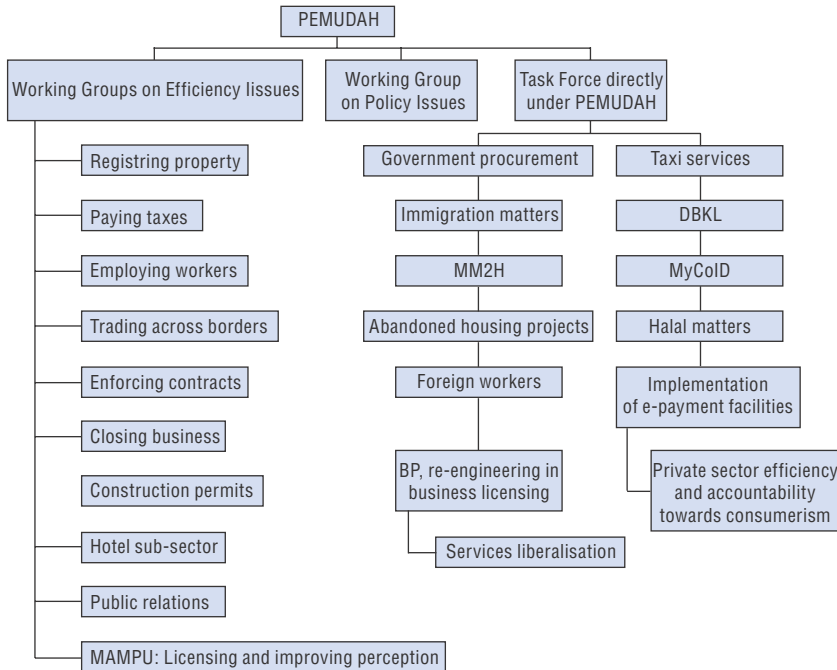 PEMUDAH
Working Groups on Efficiency Iissues
Working Group
on Policy Issues
Task Force directly
under PEMUDAH
Registring property
Paying taxes
Employing workers
Trading across borders
Enforcing contracts
Closing business
Construction permits
Hotel sub-sector
Public relations
MAMPU: Licensing and improving perception
Government procurement
Immigration matters
MM2H
Abandoned housing projects
Foreign workers
BP, re-engineering in
business licensing
Services liberalisation
Taxi services
DBKL
MyCoID
Halal matters
Implementation
of e-payment facilities
Private sector efficiency
and accountability
towards consumerism